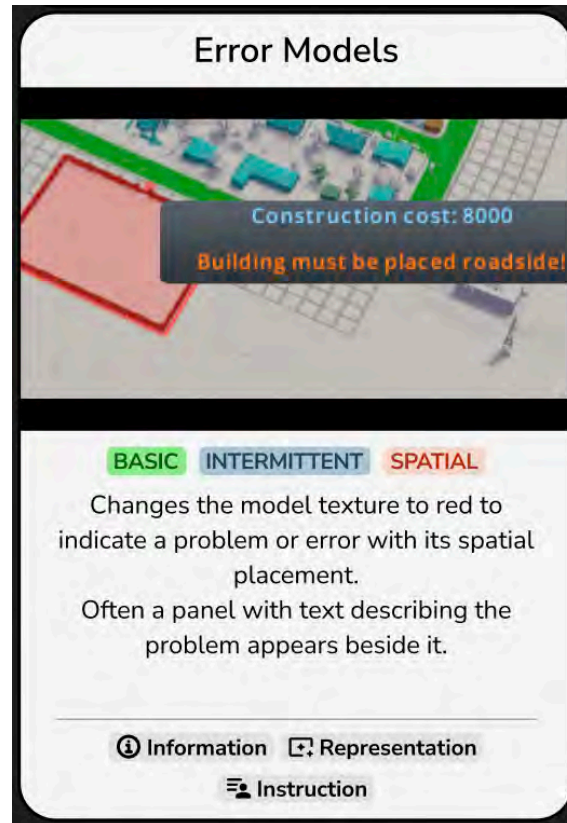 Error Models
Construction cost: 8000
Building must be placed roadside!
BASIC INTERMITTENT SPATIAL
Changes the model texture to red to
indicate a problem or error with its spatial
placement.
Often a panel with text describing the
problem appears beside it.
Information Representation
Instruction